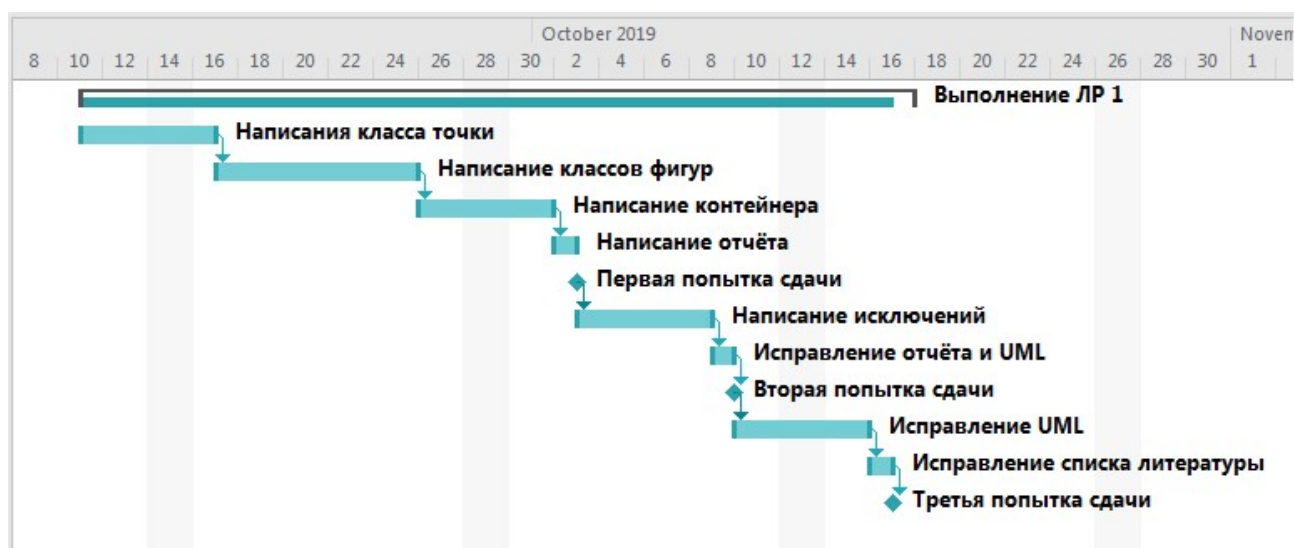 October 2019 Novem
8 10 12 14 16 18 20 22 24 26 28 30 2 4 6 8 10 12 14 16 18 20 22 24 26 28 30 1
Выполнение ЛР 1
Написания класса точки
Написание классов фигур
Написание контейнера
Написание отчёта
Первая попытка сдачи
Написание исключений
Исправление отчёта и UML
Вторая попытка сдачи
Исправление UML
Исправление списка литературы
Третья попытка сдачи